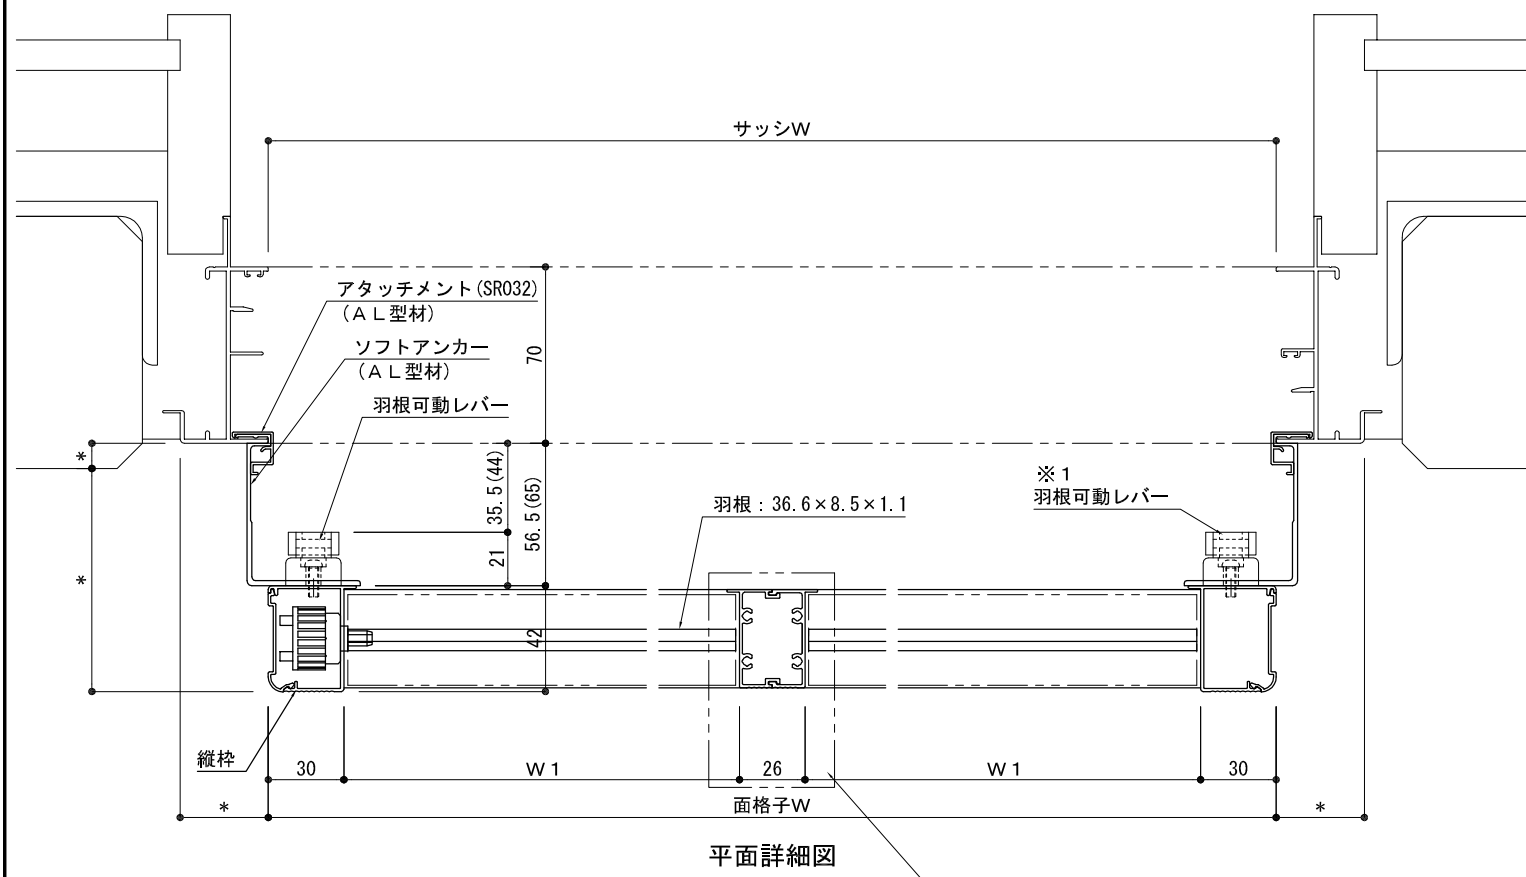 サッシW
アタッチメント(SR032)
(AL型材)
ソフトアンカー
(AL型材)
羽根可動レバー
70
*
35.5(44)
56.5(65)
21
※1
羽根可動レバー
羽根：36.6×8.5×1.1
*
42
縦枠
30
W1
26
W1
30
*
面格子W
*
平面詳細図